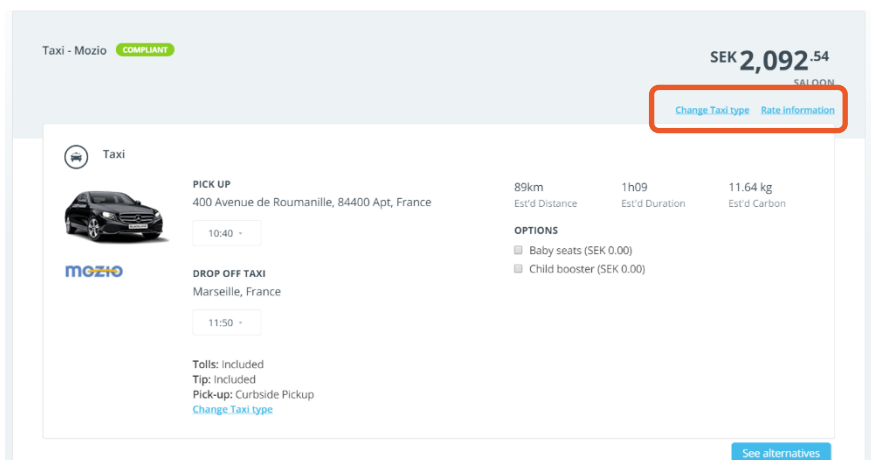 Taxi - Mozio COMPLIANT
SEK 2,092.54
SALOON
Change Taxi type Rate information
Taxi
PICK UP
400 Avenue de Roumanille, 84400 Apt, France
10:40
89km 1h09 11.64 kg
Est'd Distance Est'd Duration Est'd Carbon
OPTIONS
Baby seats (SEK 0.00)
Child booster (SEK 0.00)
mozio
DROP OFF TAXI
Marseille, France
11:50
Tolls: Included
Tip: Included
Pick-up: Curbside Pickup
Change Taxi type
See alternatives